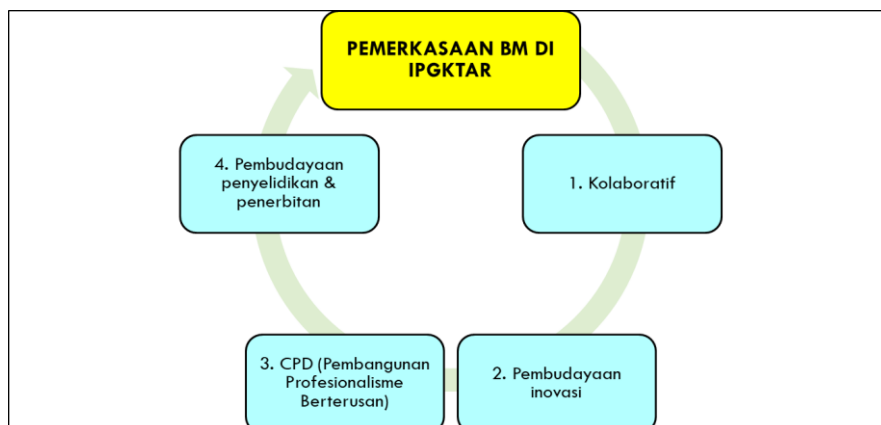 PEMERKASAAN BM DI
IPGKTAR
1. Kolaboratif
2. Pembudayaan
inovasi
3. CPD (Pembangunan
Profesionalisme
Berterusan)
4. Pembudayaan
penyelidikan &
penerbitan